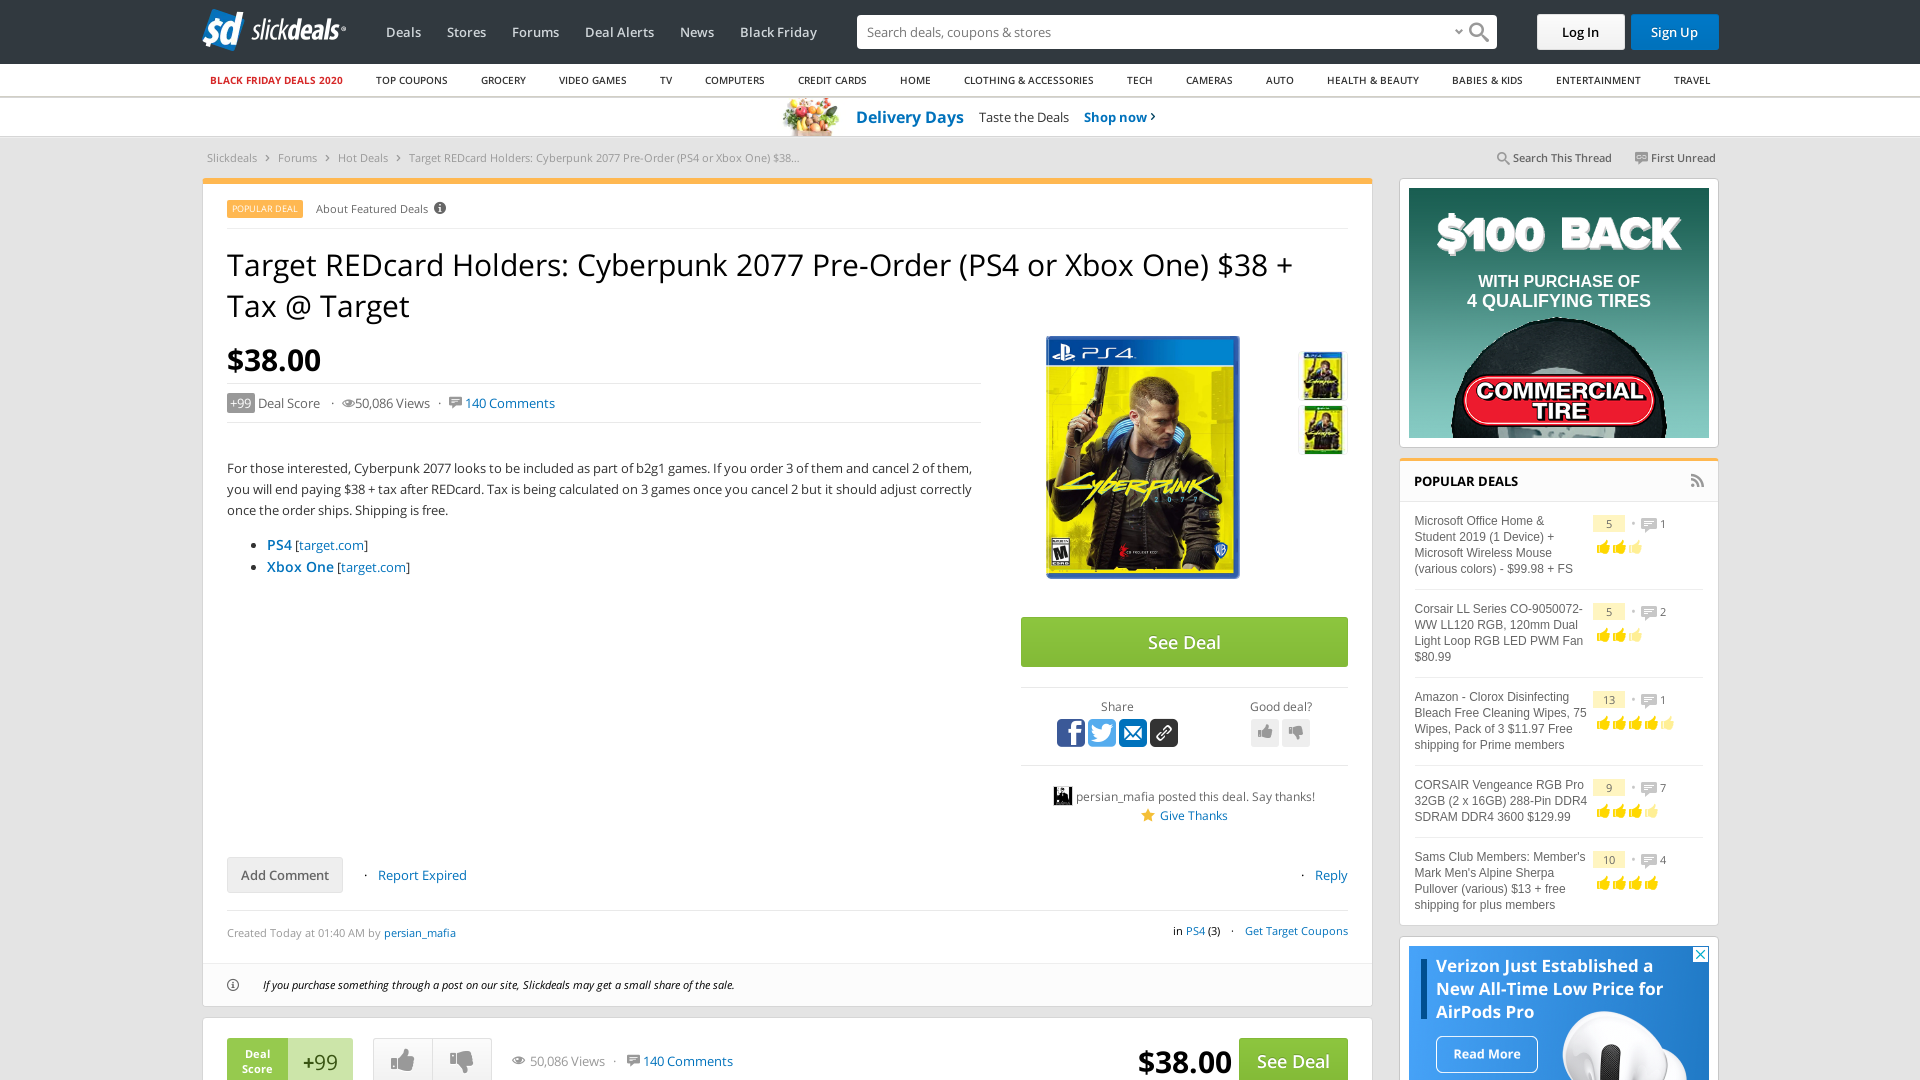 slickdeals
Deals Stores Forums Deal Alerts News Black Friday
Search deals, coupons & stores
Log In Sign Up
BLACK FRIDAY DEALS 2020 TOP COUPONS GROCERY VIDEO GAMES TV COMPUTERS CREDIT CARDS HOME CLOTHING & ACCESSORIES TECH CAMERAS AUTO HEALTH & BEAUTY BABIES & KIDS ENTERTAINMENT TRAVEL
Delivery Days Taste the Deals Shop now
Slickdeals Forums Hot Deals Target REDcard Holders: Cyberpunk 2077 Pre-Order (PS4 or Xbox One) $38...
Search This Thread First Unread
POPULAR DEAL About Featured Deals
Target REDcard Holders: Cyberpunk 2077 Pre-Order (PS4 or Xbox One) $38 +
Tax @ Target
$38.00
+99 Deal Score · 50,086 Views · 140 Comments
For those interested, Cyberpunk 2077 looks to be included as part of b2g1 games. If you order 3 of them and cancel 2 of them,
you will end paying $38 + tax after REDcard. Tax is being calculated on 3 games once you cancel 2 but it should adjust correctly
once the order ships. Shipping is free.
• PS4 [target.com]
• Xbox One [target.com]
PS4
Cyberpunk
2077
See Deal
Share
Good deal?
persian_mafia posted this deal. Say thanks!
Give Thanks
Add Comment · Report Expired
· Reply
Created Today at 01:40 AM by persian_mafia
in PS4 (3) · Get Target Coupons
If you purchase something through a post on our site, Slickdeals may get a small share of the sale.
Deal
Score
+99
50,086 Views · 140 Comments
$38.00 See Deal
$100 BACK
WITH PURCHASE OF
4 QUALIFYING TIRES
COMMERCIAL
TIRE
POPULAR DEALS
Microsoft Office Home &
Student 2019 (1 Device) +
Microsoft Wireless Mouse
(various colors) - $99.98 + FS
5 • 1
Corsair LL Series CO-9050072-
WW LL120 RGB, 120mm Dual
Light Loop RGB LED PWM Fan
$80.99
5 • 2
Amazon - Clorox Disinfecting
Bleach Free Cleaning Wipes, 75
Wipes, Pack of 3 $11.97 Free
shipping for Prime members
13 • 1
CORSAIR Vengeance RGB Pro
32GB (2 x 16GB) 288-Pin DDR4
SDRAM DDR4 3600 $129.99
9 • 7
Sams Club Members: Member's
Mark Men's Alpine Sherpa
Pullover (various) $13 + free
shipping for plus members
10 • 4
Verizon Just Established a
New All-Time Low Price for
AirPods Pro
Read More